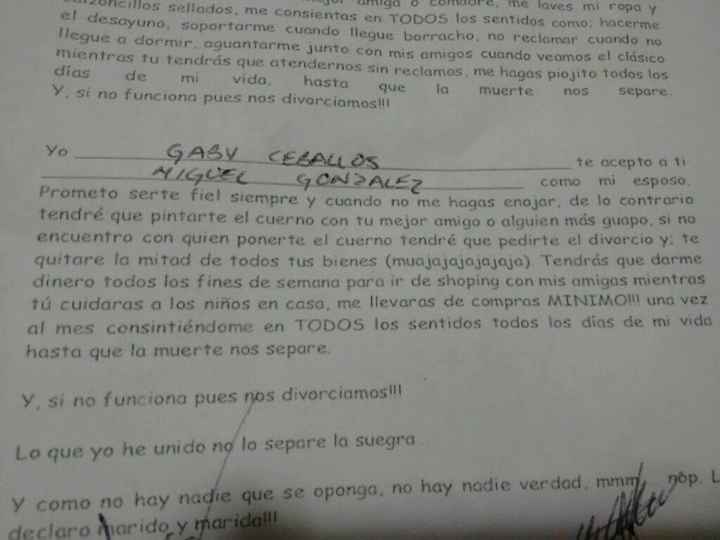 amiga o comadre, me laves mi ropa y
sellados, me consientas en TODOS los sentidos como: hacerme
el desayuno, soportarme cuando llegue borracho, no reclamar cuando no
llegue a dormir, aguantarme junto con mis amigos cuando veamos el clásico
mientras tu tendrás que atendernos sin reclamos, me hagas piojito todos los
días de mi vida, hasta que la muerte nos separe.
Y, si no funciona pues nos divorciamos!!!
Yo GABY CEBALLOS te acepto a ti
MIGUEL GONZALEZ como mi esposo.
Prometo serte fiel siempre y cuando no me hagas enojar, de lo contrario
tendré que pintarte el cuerno con tu mejor amigo o alguien más guapo, si no
encuentro con quien ponerte el cuerno tendré que pedirte el divorcio y; te
quitare la mitad de todos tus bienes (muajajajajajaja). Tendrás que darme
dinero todos los fines de semana para ir de shoping con mis amigas mientras
tú cuidaras a los niños en casa, me llevaras de compras MINIMO!!! una vez
al mes consintiéndome en TODOS los sentidos todos los días de mi vida
hasta que la muerte nos separe.
Y, si no funciona pues nos divorciamos!!!
Lo que yo he unido no lo separe la suegra.
Y como no hay nadie que se oponga, no hay nadie verdad, mmm, nop. L
declaro marido y marida!!!